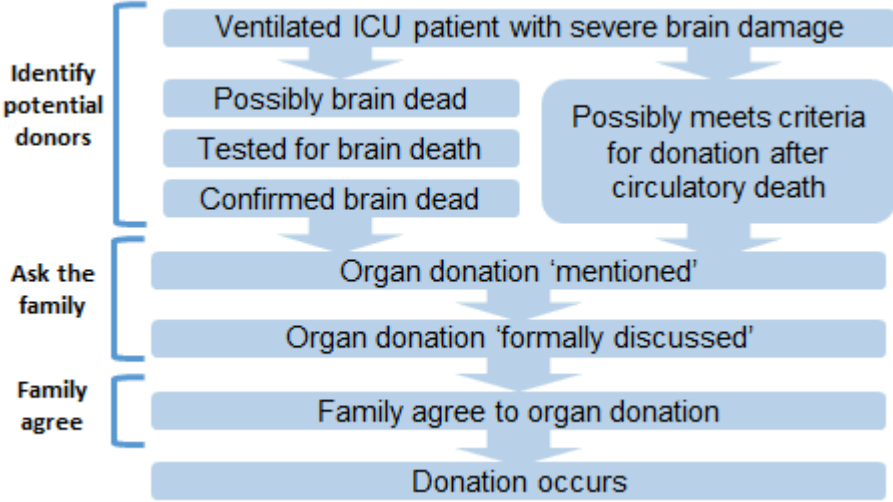 Ventilated ICU patient with severe brain damage
Identify
potential
donors
Possibly brain dead
Tested for brain death
Confirmed brain dead
Possibly meets criteria
for donation after
circulatory death
Ask the
family
Organ donation ‘mentioned’
Organ donation ‘formally discussed’
Family
agree
Family agree to organ donation
Donation occurs